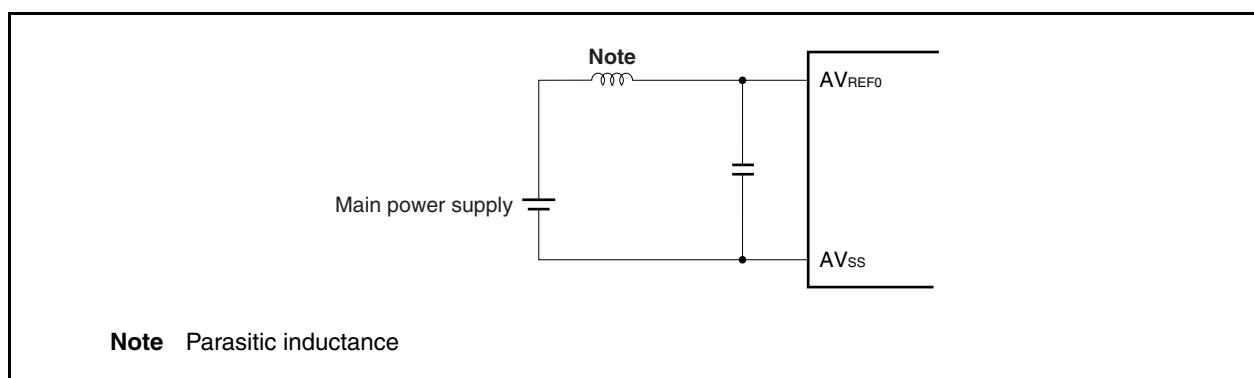 Note
AVREF0
Main power supply
AVSS
Note Parasitic inductance